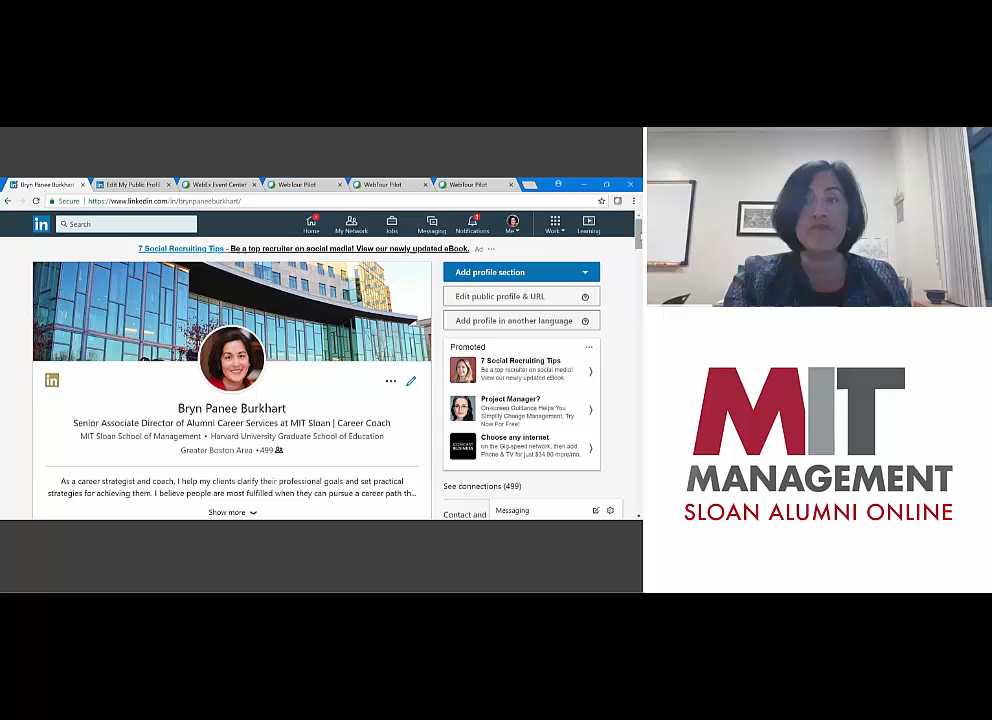 Bryn Panee Burkhar
Edit My Public Profil
WebEx Event Center
WebTour Pilot
WebTour Pilot
WebTour Pilot
Secure
https://www.linkedin.com/in/brynpaneeburkhart/
in
Search
Home
My Network
Jobs
Messaging
1
Notifications
Me
Work
Learning
7 Social Recruiting Tips - Be a top recruiter on social media! View our newly updated eBook. Ad
Add profile section
Edit public profile & URL
Add profile in another language
in
Bryn Panee Burkhart
Senior Associate Director of Alumni Career Services at MIT Sloan | Career Coach
MIT Sloan School of Management • Harvard University Graduate School of Education
Greater Boston Area • 499
As a career strategist and coach, I help my clients clarify their professional goals and set practical
strategies for achieving them. I believe people are most fulfilled when they can pursue a career path th...
Show more
Promoted
7 Social Recruiting Tips
Be a top recruiter on social media!
View our newly updated eBook.
Project Manager?
On-screen Guidance Helps You
Simplify Change Management, Try
Now For Free!
COMCAST
BUSINESS
Choose any internet
on the Gig-speed network, then add
Phone & TV for just $34.90 more/mo.
See connections (499)
Contact and
Messaging
MIT
MANAGEMENT
SLOAN ALUMNI ONLINE